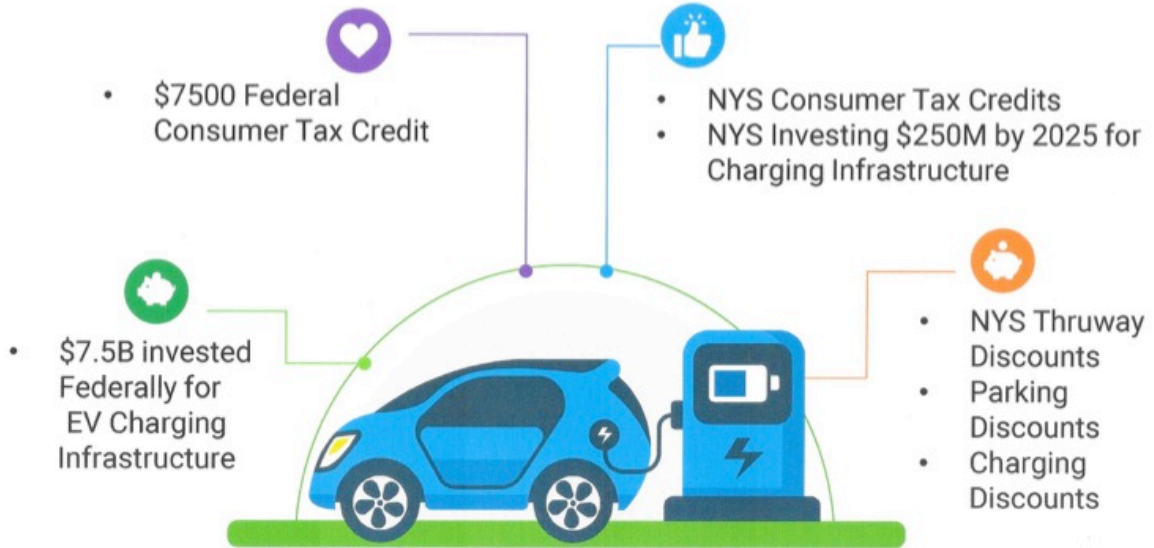 • $7500 Federal
Consumer Tax Credit
• NYS Consumer Tax Credits
• NYS Investing $250M by 2025 for
Charging Infrastructure
• $7.5B invested
Federally for
EV Charging
Infrastructure
• NYS Thruway
Discounts
• Parking
Discounts
• Charging
Discounts